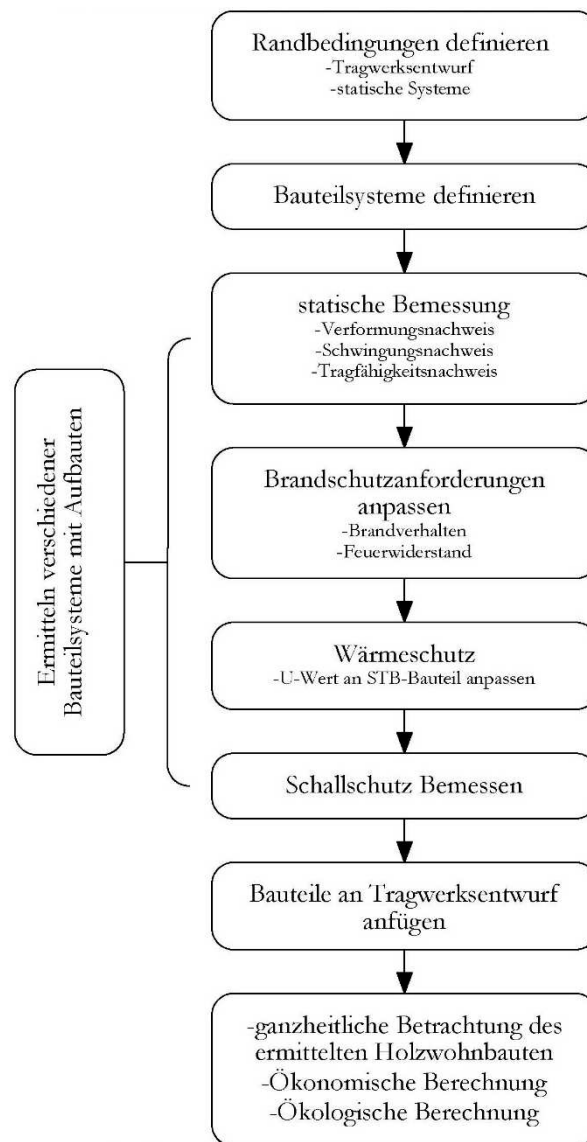 Randbedingungen definieren
-Tragwerksentwurf
-statische Systeme
Bauteilsysteme definieren
statische Bemessung
-Verformungsnachweis
-Schwingungsnachweis
-Tragfähigkeitsnachweis
Ermitteln verschiedener
Bauteilsysteme mit Aufbauten
Brandschutzanforderungen
anpassen
-Brandverhalten
-Feuerwiderstand
Wärmeschutz
-U-Wert an STB-Bauteil anpassen
Schallschutz Bemessen
Bauteile an Tragwerksentwurf
anfügen
-ganzheitliche Betrachtung des
ermittelten Holzwohnbauten
-Ökonomische Berechnung
-Ökologische Berechnung